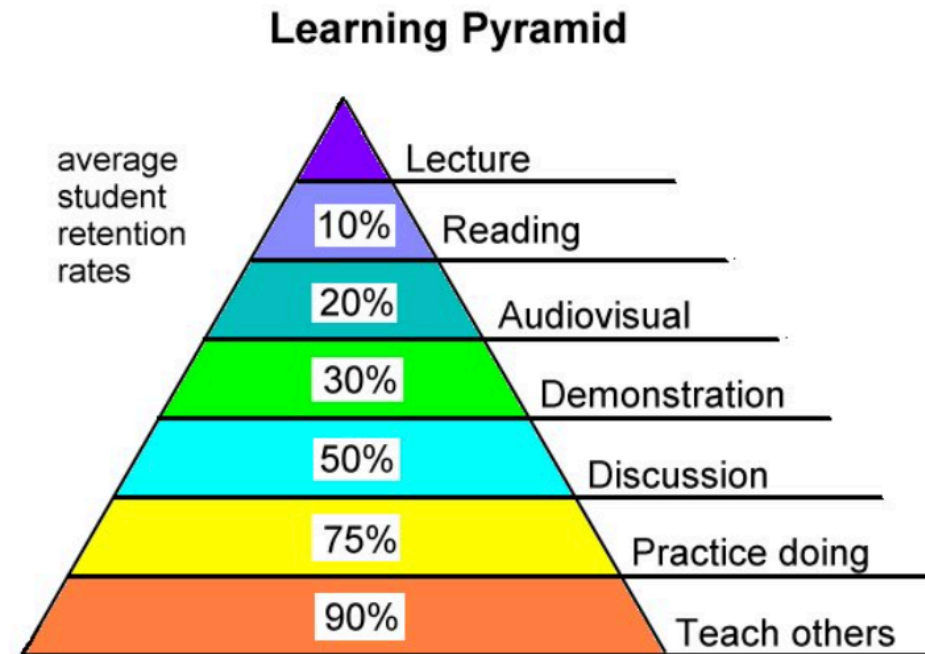 Learning Pyramid
average
student
retention
rates
Lecture
10% Reading
20% Audiovisual
30% Demonstration
50% Discussion
75% Practice doing
90% Teach others